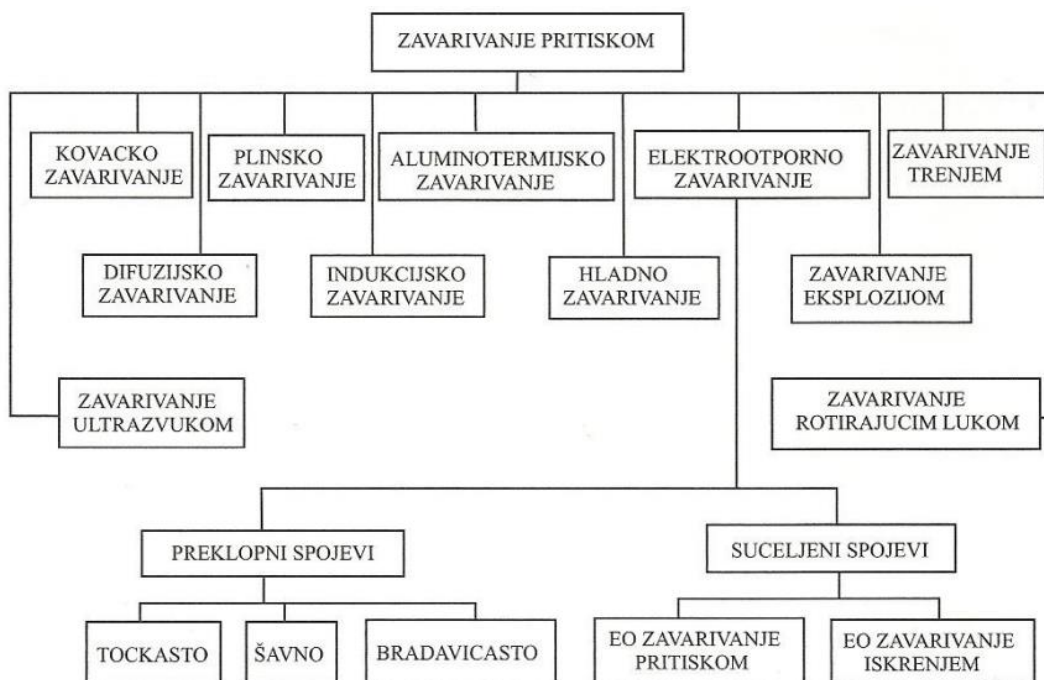 ZAVARIVANJE PRITISKOM
KOVACKO
ZAVARIVANJE
PLINSKO
ZAVARIVANJE
ALUMINOTERMIJSKO
ZAVARIVANJE
ELEKTROOTPORNO
ZAVARIVANJE
ZAVARIVANJE
TRENJEM
DIFUZIJSKO
ZAVARIVANJE
INDUKCIJSKO
ZAVARIVANJE
HLADNO
ZAVARIVANJE
ZAVARIVANJE
EKSPLOZIJOM
ZAVARIVANJE
ULTRAZVUKOM
ZAVARIVANJE
ROTIRAJUCIM LUKOM
PREKLOPNI SPOJEVI
SUCELJENI SPOJEVI
TOCKASTO
ŠAVNO
BRADAVICASTO
EO ZAVARIVANJE
PRITISKOM
EO ZAVARIVANJE
ISKRENJEM